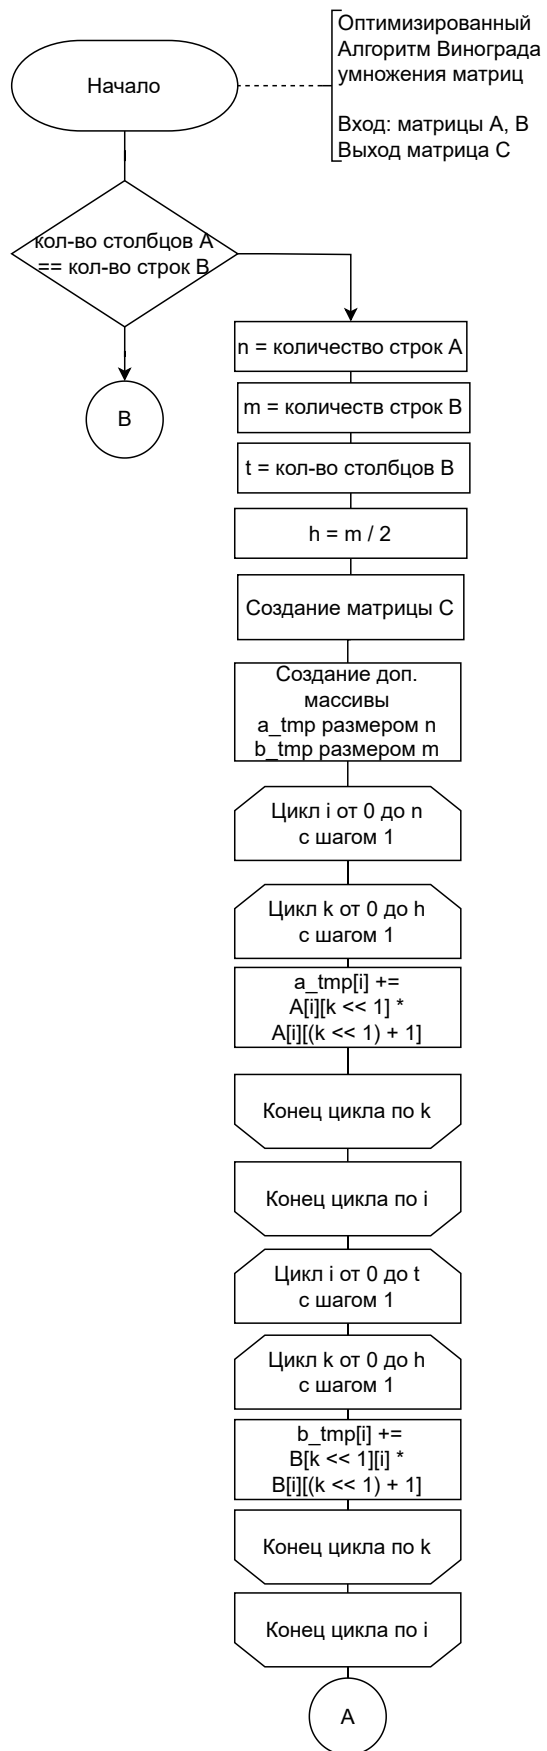 Оптимизированный
Алгоритм Винограда
умножения матриц
Вход: матрицы A, B
Выход матрица C
Начало
кол-во столбцов A
== кол-во строк B
B
n = количество строк A
m = количеств строк B
t = кол-во столбцов B
h = m / 2
Создание матрицы C
Создание доп.
массивы
a_tmp размером n
b_tmp размером m
Цикл i от 0 до n
с шагом 1
Цикл k от 0 до h
с шагом 1
a_tmp[i] +=
A[i][k << 1] *
A[i][(k << 1) + 1]
Конец цикла по k
Конец цикла по i
Цикл i от 0 до t
с шагом 1
Цикл k от 0 до h
с шагом 1
b_tmp[i] +=
B[k << 1][i] *
B[i][(k << 1) + 1]
Конец цикла по k
Конец цикла по i
A